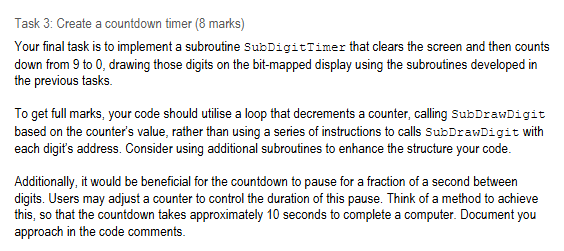 Task 3: Create a countdown timer (8 marks)
Your final task is to implement a subroutine SubDigitTimer that clears the screen and then counts
down from 9 to 0, drawing those digits on the bit-mapped display using the subroutines developed in
the previous tasks.
To get full marks, your code should utilise a loop that decrements a counter, calling SubDrawDigit
based on the counter's value, rather than using a series of instructions to calls SubDrawDigit with
each digit's address. Consider using additional subroutines to enhance the structure your code.
Additionally, it would be beneficial for the countdown to pause for a fraction of a second between
digits. Users may adjust a counter to control the duration of this pause. Think of a method to achieve
this, so that the countdown takes approximately 10 seconds to complete a computer. Document you
approach in the code comments.